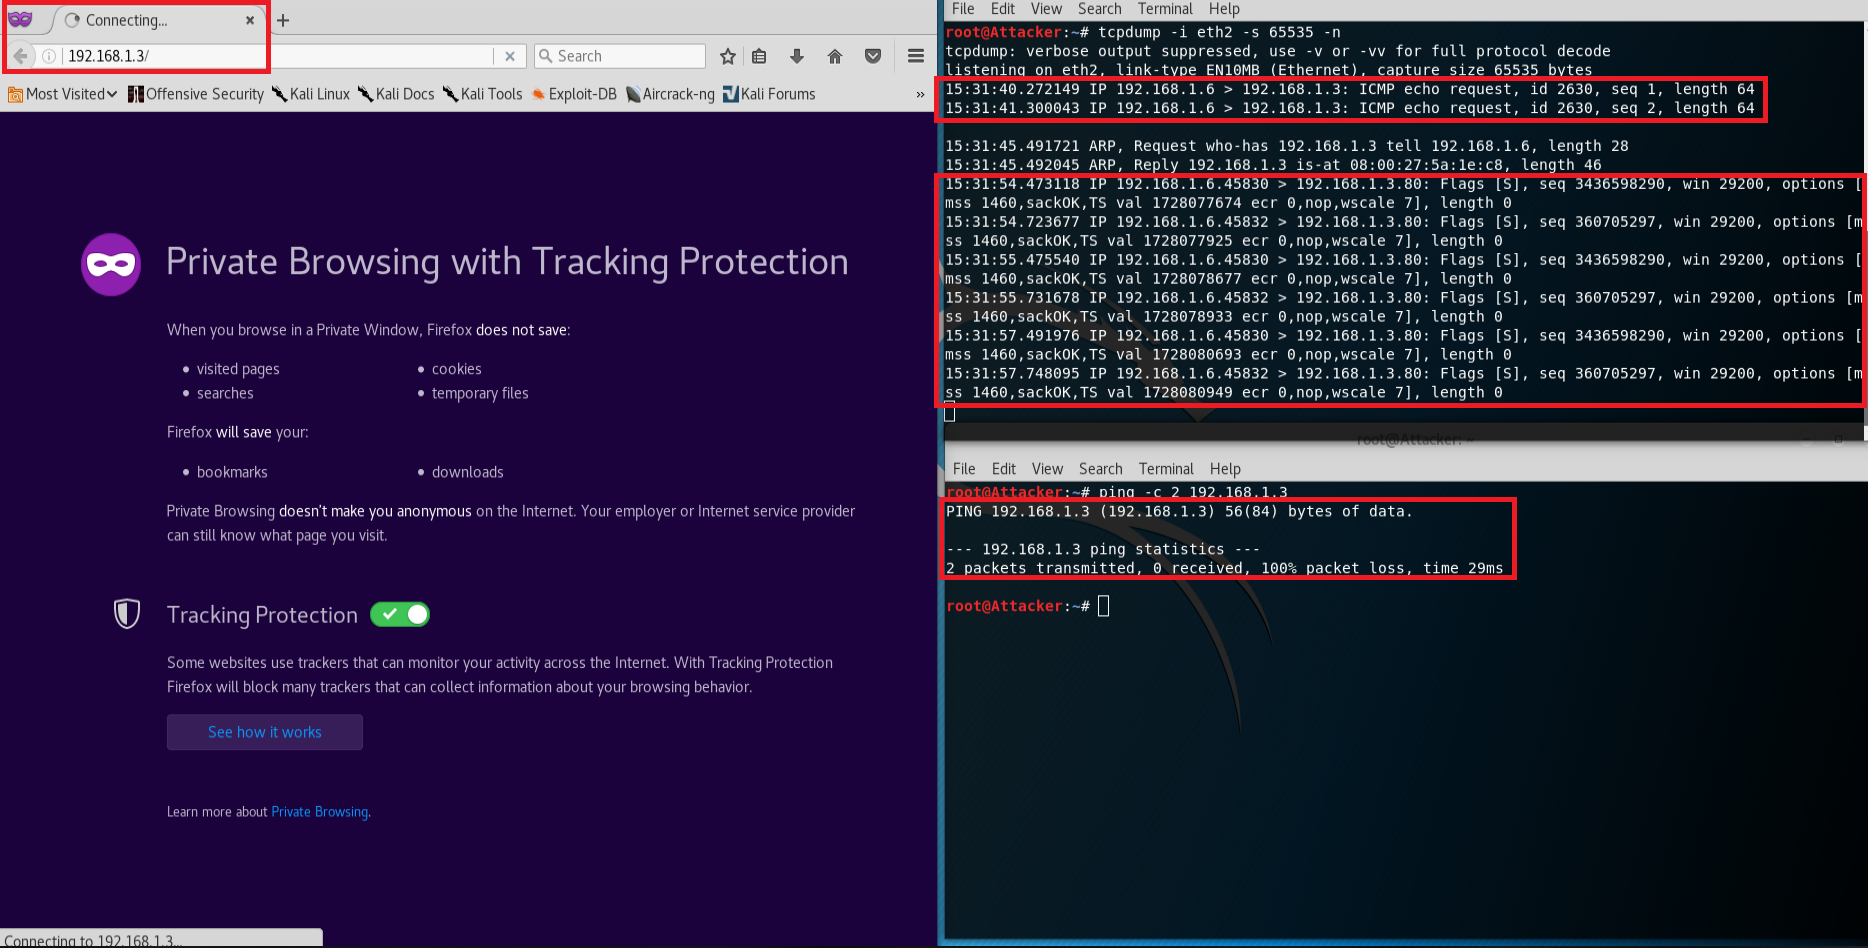 Connecting...
192.168.1.3/
Search
Most Visited
Offensive Security
Kali Linux
Kali Docs
Kali Tools
Exploit-DB
Aircrack-ng
Kali Forums
»
Private Browsing with Tracking Protection
When you browse in a Private Window, Firefox does not save:
• visited pages
• cookies
• searches
• temporary files
Firefox will save your:
• bookmarks
• downloads
Private Browsing doesn't make you anonymous on the Internet. Your employer or Internet service provider
can still know what page you visit.
Tracking Protection
Some websites use trackers that can monitor your activity across the Internet. With Tracking Protection
Firefox will block many trackers that can collect information about your browsing behavior.
See how it works
Learn more about Private Browsing.
Connecting to 192.168.1.3...
File Edit View Search Terminal Help
root@Attacker:~# tcpdump -i eth2 -s 65535 -n
tcpdump: verbose output suppressed, use -v or -vv for full protocol decode
listening on eth2, link-type EN10MB (Ethernet), capture size 65535 bytes
15:31:40.272149 IP 192.168.1.6 > 192.168.1.3: ICMP echo request, id 2630, seq 1, length 64
15:31:41.300043 IP 192.168.1.6 > 192.168.1.3: ICMP echo request, id 2630, seq 2, length 64
15:31:45.491721 ARP, Request who-has 192.168.1.3 tell 192.168.1.6, length 28
15:31:45.492045 ARP, Reply 192.168.1.3 is-at 08:00:27:5a:1e:c8, length 46
15:31:54.473118 IP 192.168.1.6.45830 > 192.168.1.3.80: Flags [S], seq 3436598290, win 29200, options [
mss 1460,sackOK,TS val 1728077674 ecr 0,nop,wscale 7], length 0
15:31:54.723677 IP 192.168.1.6.45832 > 192.168.1.3.80: Flags [S], seq 360705297, win 29200, options [m
ss 1460,sackOK,TS val 1728077925 ecr 0,nop,wscale 7], length 0
15:31:55.475540 IP 192.168.1.6.45830 > 192.168.1.3.80: Flags [S], seq 3436598290, win 29200, options [
mss 1460,sackOK,TS val 1728078677 ecr 0,nop,wscale 7], length 0
15:31:55.731678 IP 192.168.1.6.45832 > 192.168.1.3.80: Flags [S], seq 360705297, win 29200, options [m
ss 1460,sackOK,TS val 1728078933 ecr 0,nop,wscale 7], length 0
15:31:57.491976 IP 192.168.1.6.45830 > 192.168.1.3.80: Flags [S], seq 3436598290, win 29200, options [
mss 1460,sackOK,TS val 1728080693 ecr 0,nop,wscale 7], length 0
15:31:57.748095 IP 192.168.1.6.45832 > 192.168.1.3.80: Flags [S], seq 360705297, win 29200, options [m
ss 1460,sackOK,TS val 1728080949 ecr 0,nop,wscale 7], length 0
root@Attacker: ~
File Edit View Search Terminal Help
root@Attacker:~# ping -c 2 192.168.1.3
PING 192.168.1.3 (192.168.1.3) 56(84) bytes of data.
--- 192.168.1.3 ping statistics ---
2 packets transmitted, 0 received, 100% packet loss, time 29ms
root@Attacker:~#